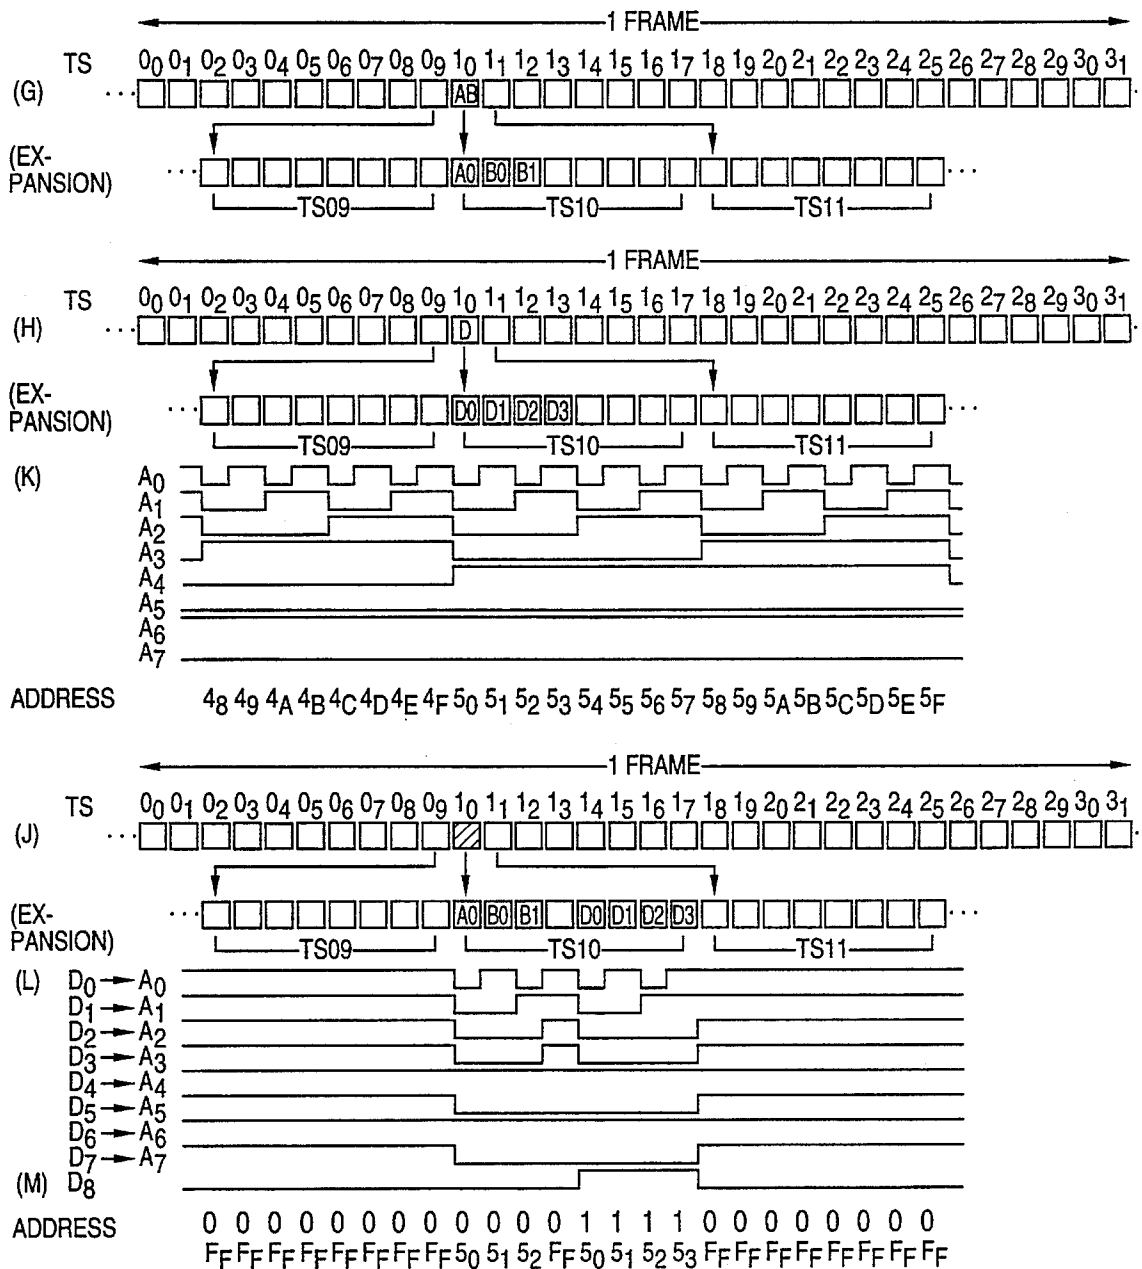 1 FRAME
TS 00 01 02 03 04 05 06 07 08 09 10 11 12 13 14 15 16 17 18 19 20 21 22 23 24 25 26 27 28 29 30 31
(G) ··· AB ··
(EX-
PANSION) ··· A0 B0 B1 ···
TS09 TS10 TS11
1 FRAME
TS 00 01 02 03 04 05 06 07 08 09 10 11 12 13 14 15 16 17 18 19 20 21 22 23 24 25 26 27 28 29 30 31
(H) ··· D ··
(EX-
PANSION) ··· D0 D1 D2 D3 ···
TS09 TS10 TS11
(K) A0
A1
A2
A3
A4
A5
A6
A7
ADDRESS 48 49 4A 4B 4C 4D 4E 4F 50 51 52 53 54 55 56 57 58 59 5A 5B 5C 5D 5E 5F
1 FRAME
TS 00 01 02 03 04 05 06 07 08 09 10 11 12 13 14 15 16 17 18 19 20 21 22 23 24 25 26 27 28 29 30 31
(J) ··· ··
(EX-
PANSION) ··· A0 B0 B1 D0 D1 D2 D3 ···
TS09 TS10 TS11
(L) D0 → A0
D1 → A1
D2 → A2
D3 → A3
D4 → A4
D5 → A5
D6 → A6
D7 → A7
(M) D8
ADDRESS 0 0 0 0 0 0 0 0 0 0 0 0 1 1 1 1 0 0 0 0 0 0 0 0
FF FF FF FF FF FF FF FF 50 51 52 FF 50 51 52 53 FF FF FF FF FF FF FF FF